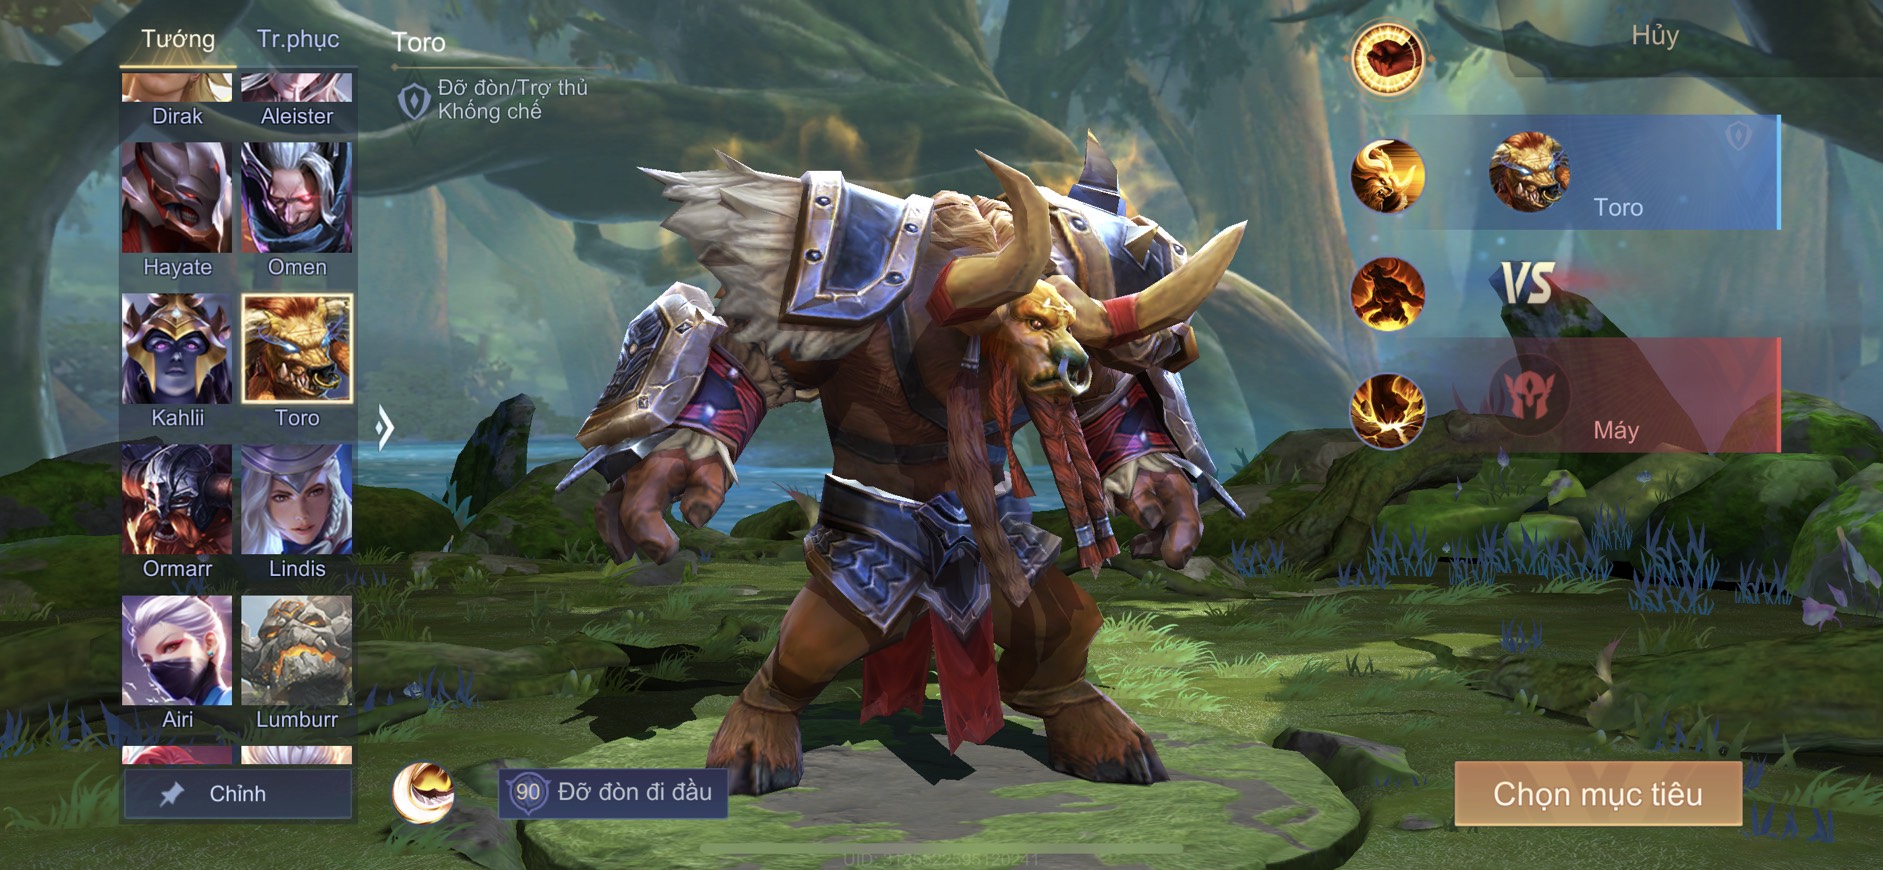 Tướng
Tr.phục
Toro
Đỡ đòn/Trợ thủ
Khống chế
Hủy
Dirak
Aleister
Hayate
Omen
Kahlii
Toro
Ormarr
Lindis
Airi
Lumburr
Chỉnh
90
Đỡ đòn đi đầu
Toro
VS
Máy
Chọn mục tiêu